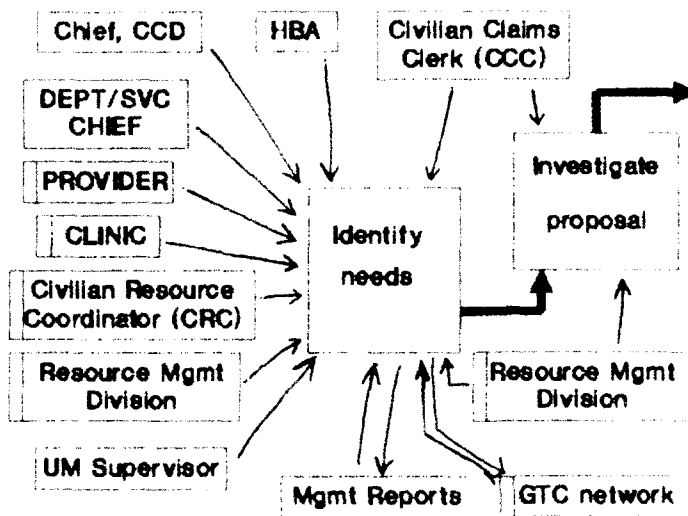 Chief, CCD
HBA
Civilian Claims
Clerk (CCC)
DEPT/SVC
CHIEF
PROVIDER
CLINIC
Civilian Resource
Coordinator (CRC)
Resource Mgmt
Division
UM Supervisor
Identify
needs
Investigate
proposal
Resource Mgmt
Division
Mgmt Reports
GTC network